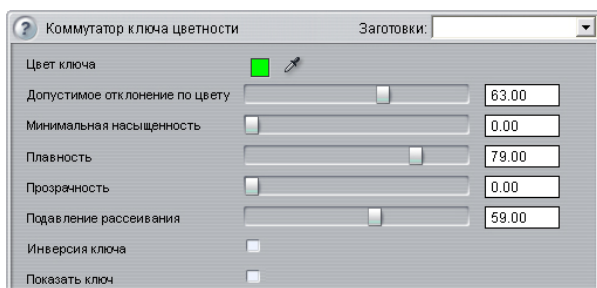 ? Коммутатор ключа цветности Заготовки:
Цвет ключа
Допустимое отклонение по цвету 63.00
Минимальная насыщенность 0.00
Плавность 79.00
Прозрачность 0.00
Подавление рассеивания 59.00
Инверсия ключа
Показать ключ